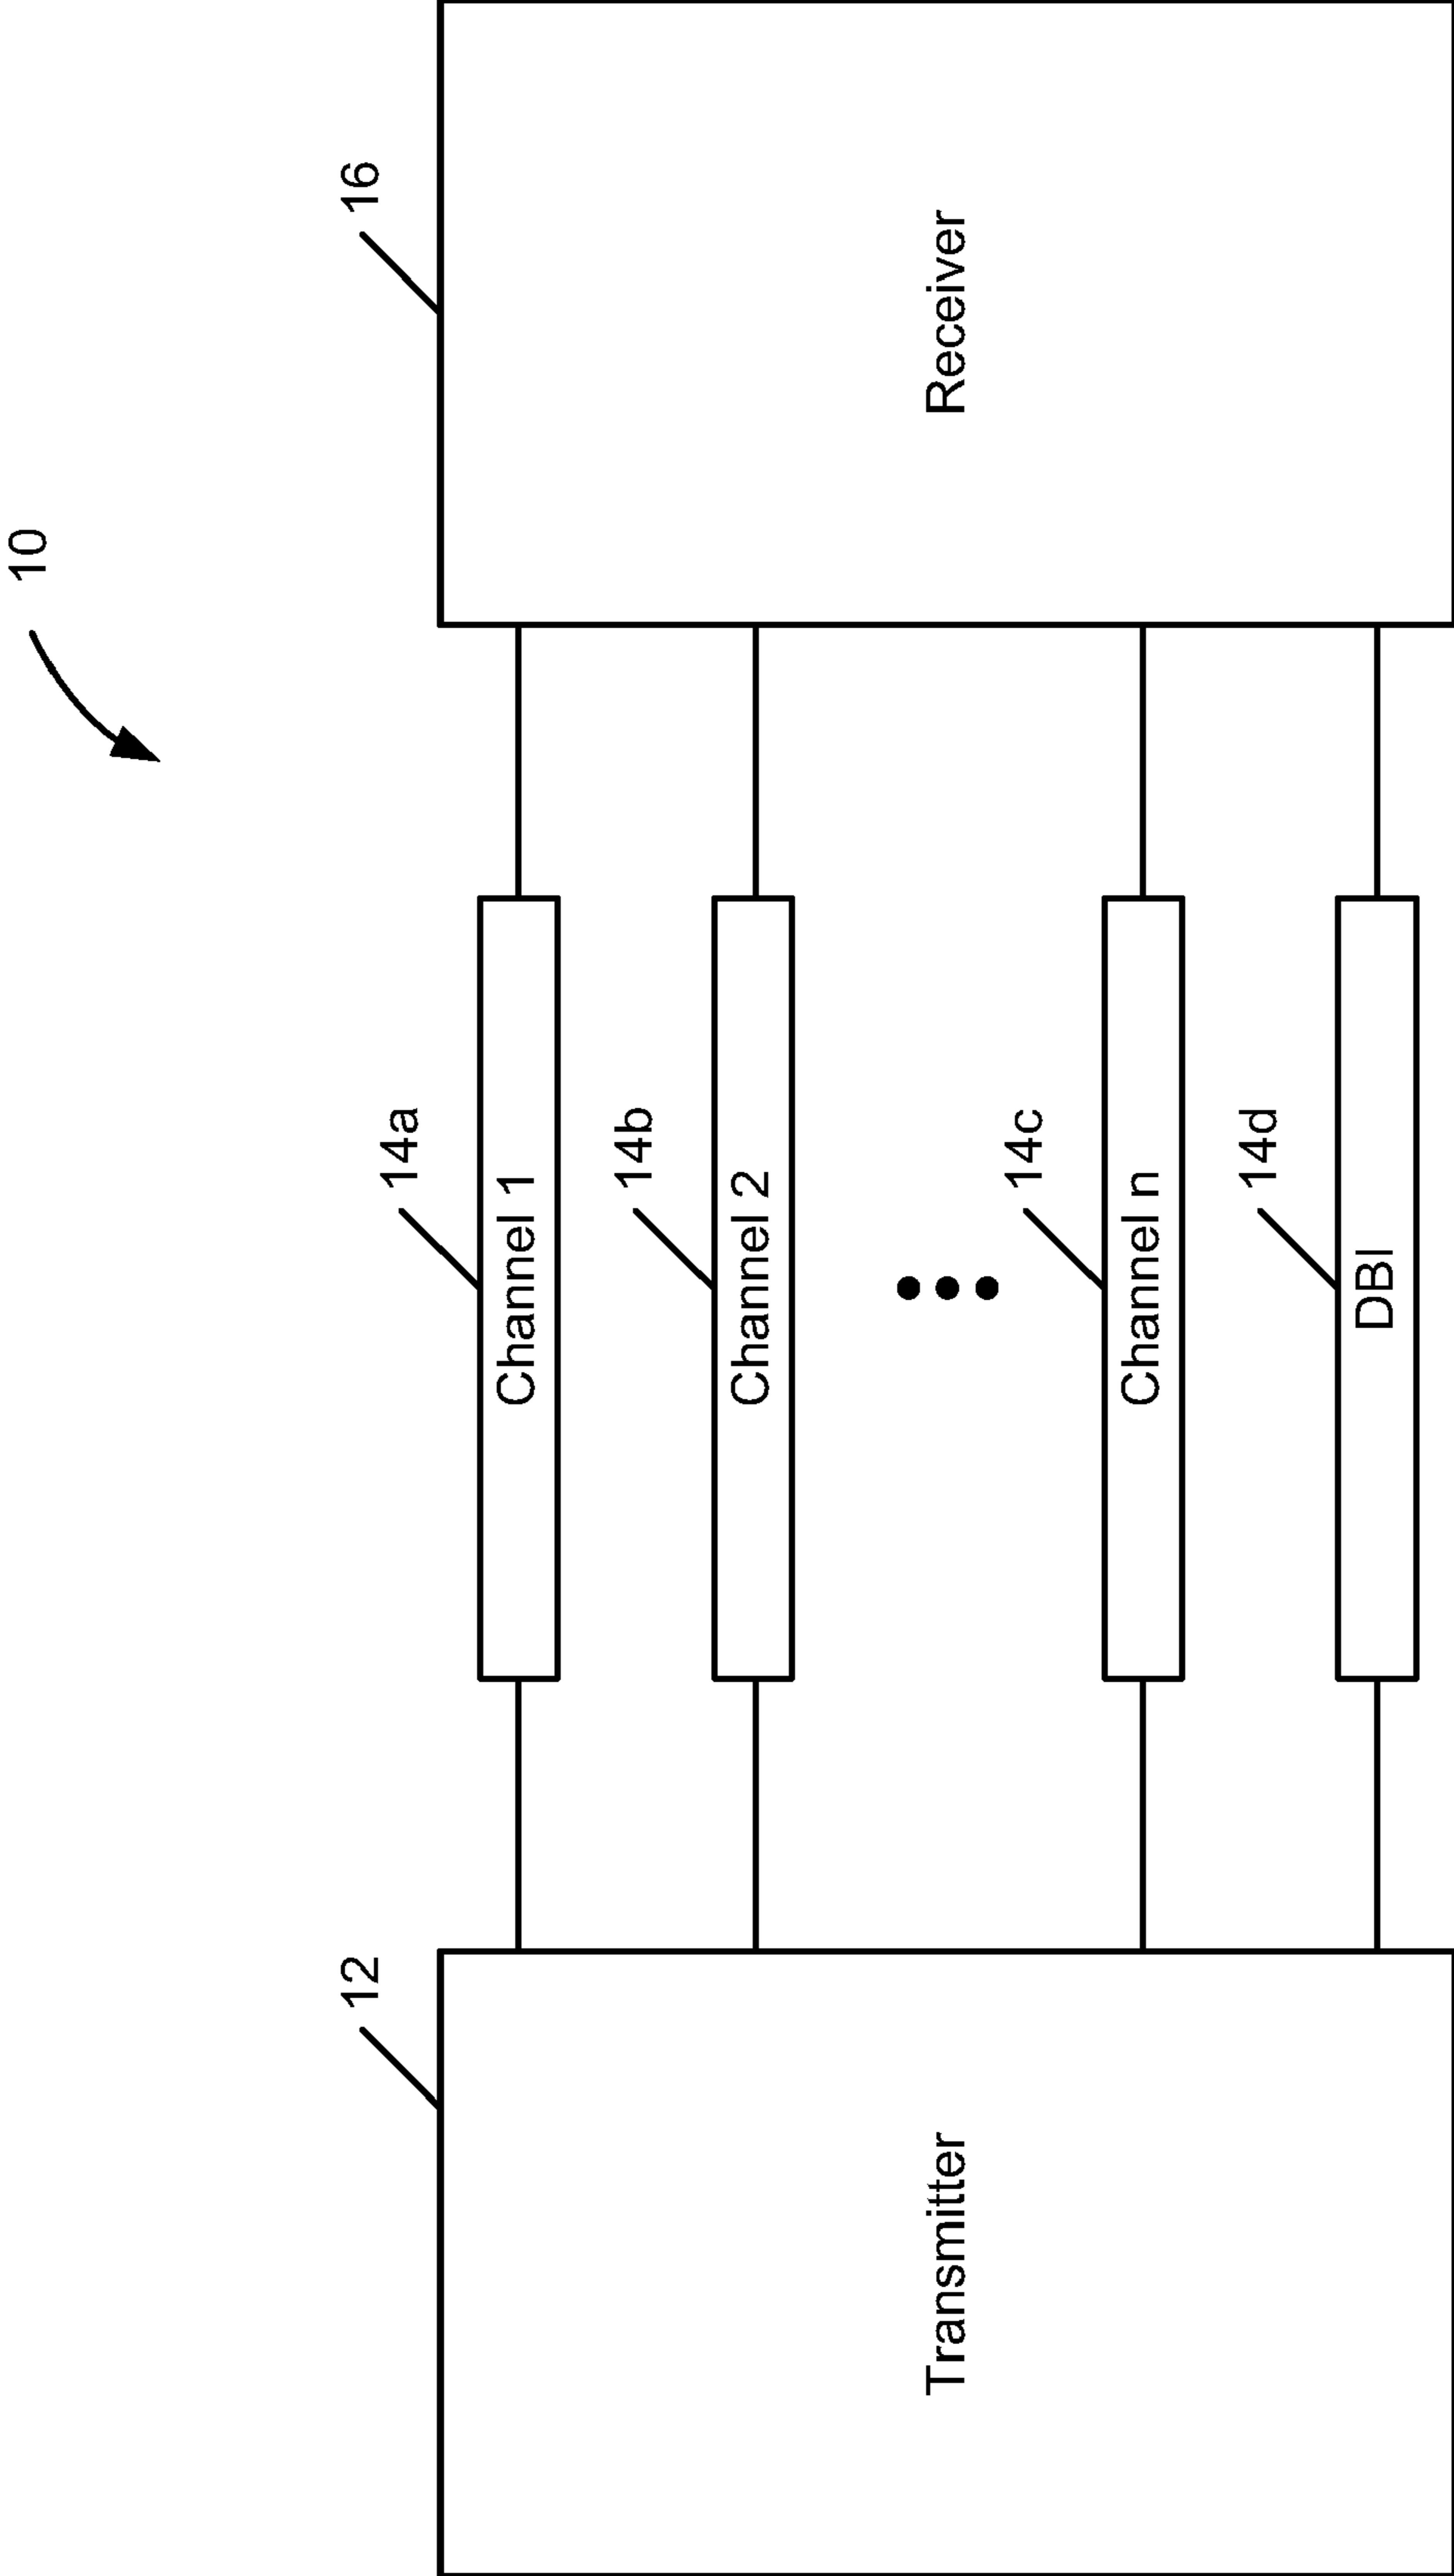 10
12
16
Transmitter
Receiver
14a
Channel 1
14b
Channel 2
14c
Channel n
14d
DBI